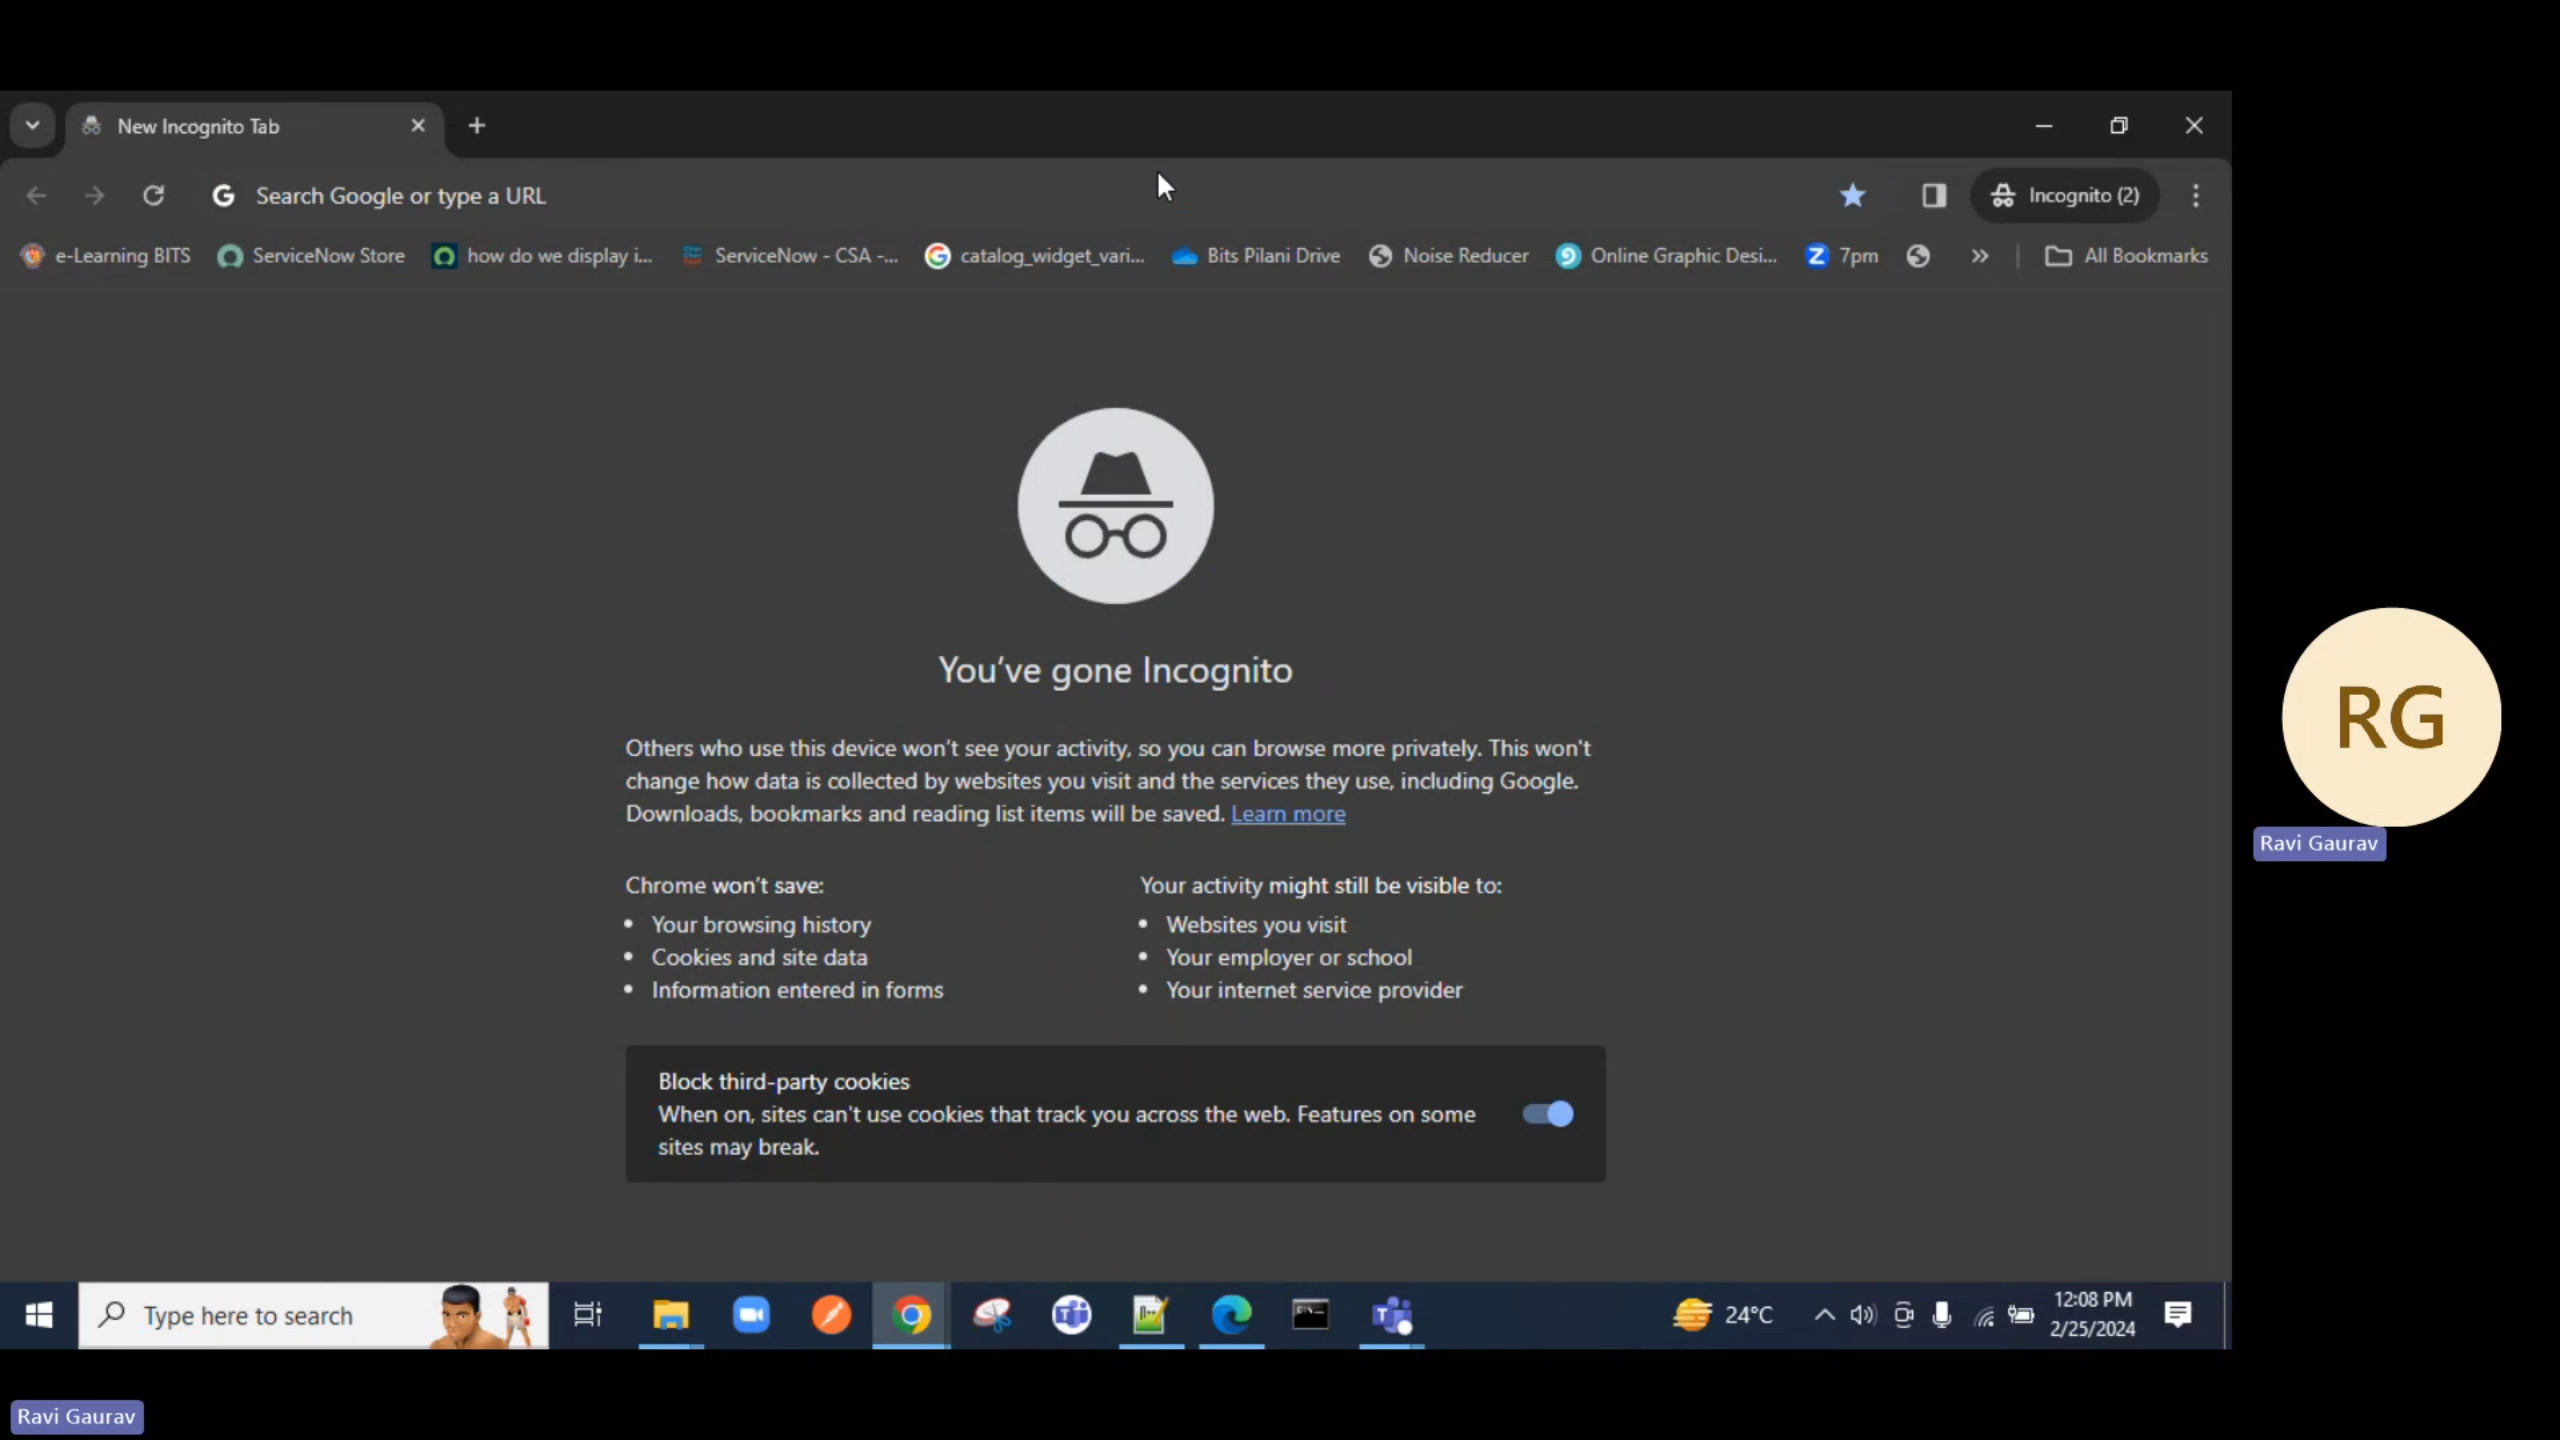 New Incognito Tab
Search Google or type a URL
Incognito (2)
e-Learning BITS
ServiceNow Store
how do we display i...
ServiceNow - CSA -...
catalog_widget_vari...
Bits Pilani Drive
Noise Reducer
Online Graphic Desi...
7pm
All Bookmarks
You've gone Incognito
Others who use this device won't see your activity, so you can browse more privately. This won't
change how data is collected by websites you visit and the services they use, including Google.
Downloads, bookmarks and reading list items will be saved. Learn more
Chrome won't save:
• Your browsing history
• Cookies and site data
• Information entered in forms
Your activity might still be visible to:
• Websites you visit
• Your employer or school
• Your internet service provider
Block third-party cookies
When on, sites can't use cookies that track you across the web. Features on some
sites may break.
RG
Ravi Gaurav
Type here to search
24°C
12:08 PM
2/25/2024
Ravi Gaurav